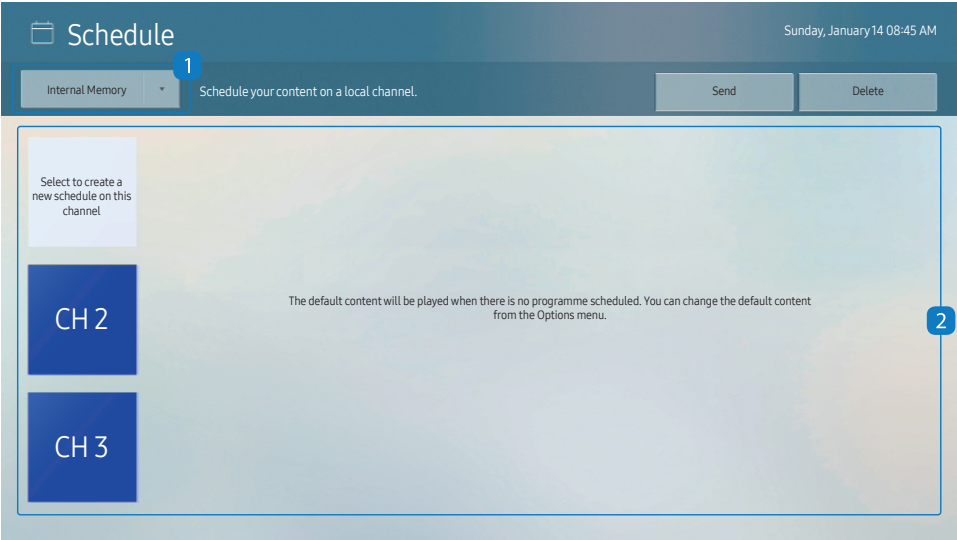 Schedule
Sunday, January 14 08:45 AM
1
Internal Memory
Schedule your content on a local channel.
Send
Delete
Select to create a
new schedule on this
channel
CH 2
The default content will be played when there is no programme scheduled. You can change the default content
from the Options menu.
2
CH 3